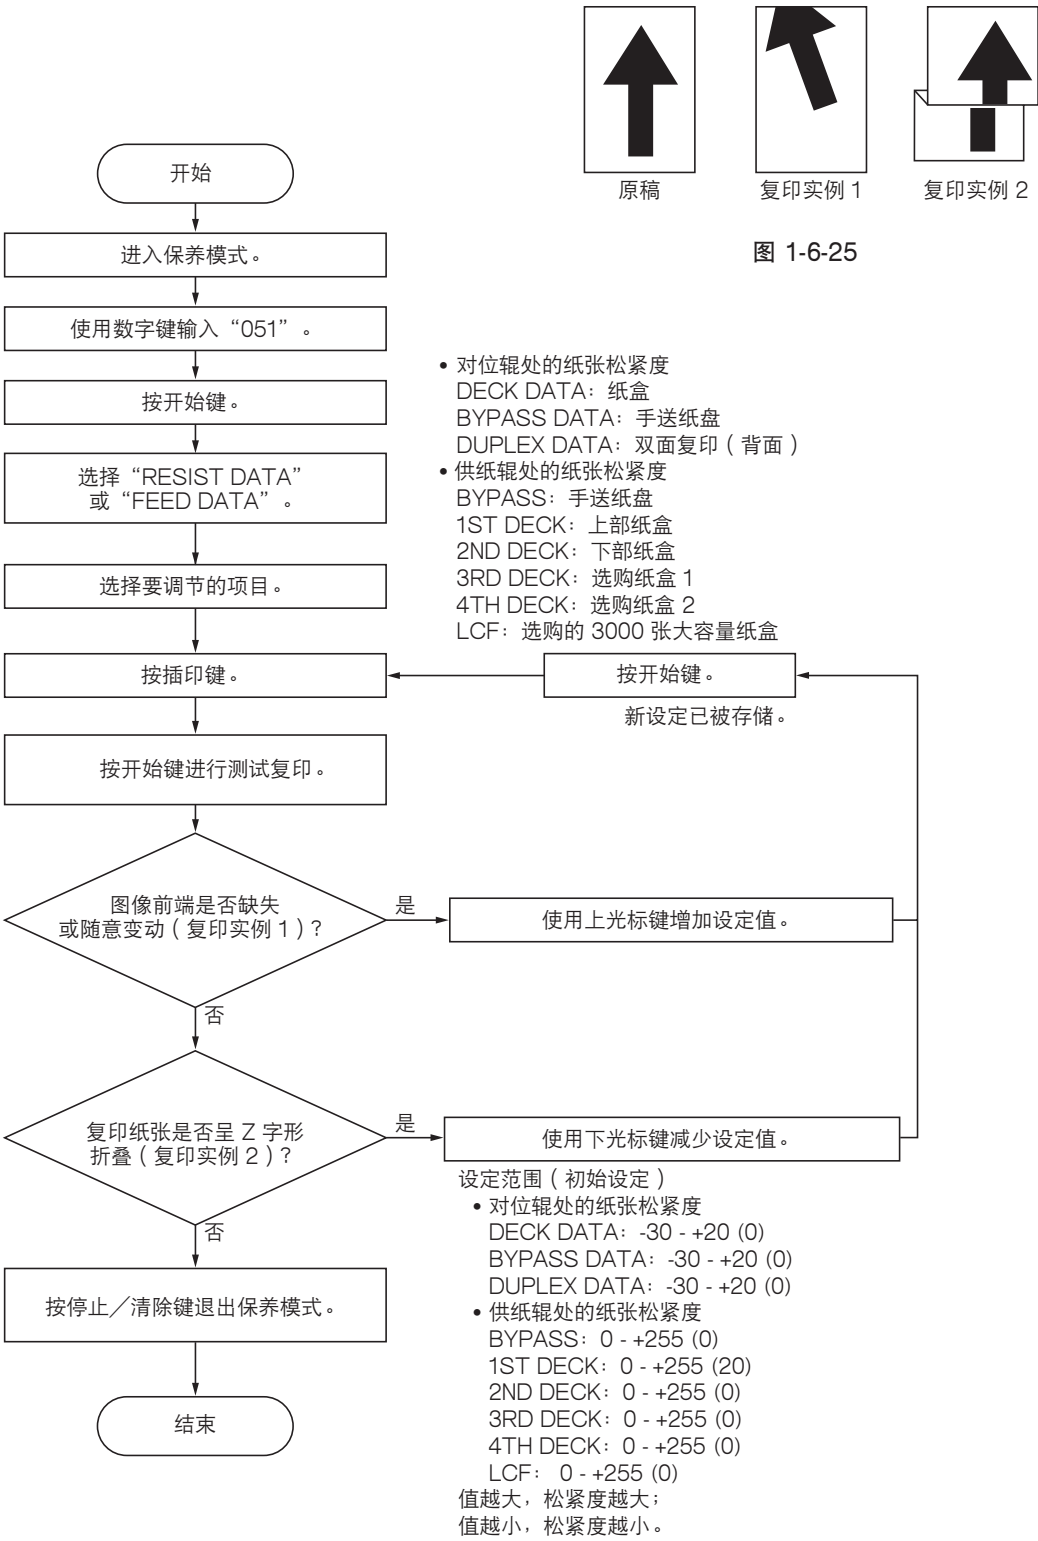 原稿
复印实例 1
复印实例 2
图 1-6-25
开始
进入保养模式。
使用数字键输入“051”。
按开始键。
选择“RESIST DATA”
或“FEED DATA”。
选择要调节的项目。
• 对位辊处的纸张松紧度
DECK DATA：纸盒
BYPASS DATA：手送纸盘
DUPLEX DATA：双面复印（背面）
• 供纸辊处的纸张松紧度
BYPASS：手送纸盘
1ST DECK：上部纸盒
2ND DECK：下部纸盒
3RD DECK：选购纸盒 1
4TH DECK：选购纸盒 2
LCF：选购的 3000 张大容量纸盒
按插印键。
按开始键。
新设定已被存储。
按开始键进行测试复印。
图像前端是否缺失
或随意变动（复印实例 1）？
是
使用上光标键增加设定值。
否
复印纸张是否呈 Z 字形
折叠（复印实例 2）？
是
使用下光标键减少设定值。
否
设定范围（初始设定）
• 对位辊处的纸张松紧度
DECK DATA：-30 - +20 (0)
BYPASS DATA：-30 - +20 (0)
DUPLEX DATA：-30 - +20 (0)
• 供纸辊处的纸张松紧度
BYPASS：0 - +255 (0)
1ST DECK：0 - +255 (20)
2ND DECK：0 - +255 (0)
3RD DECK：0 - +255 (0)
4TH DECK：0 - +255 (0)
LCF： 0 - +255 (0)
值越大，松紧度越大；
值越小，松紧度越小。
按停止／清除键退出保养模式。
结束